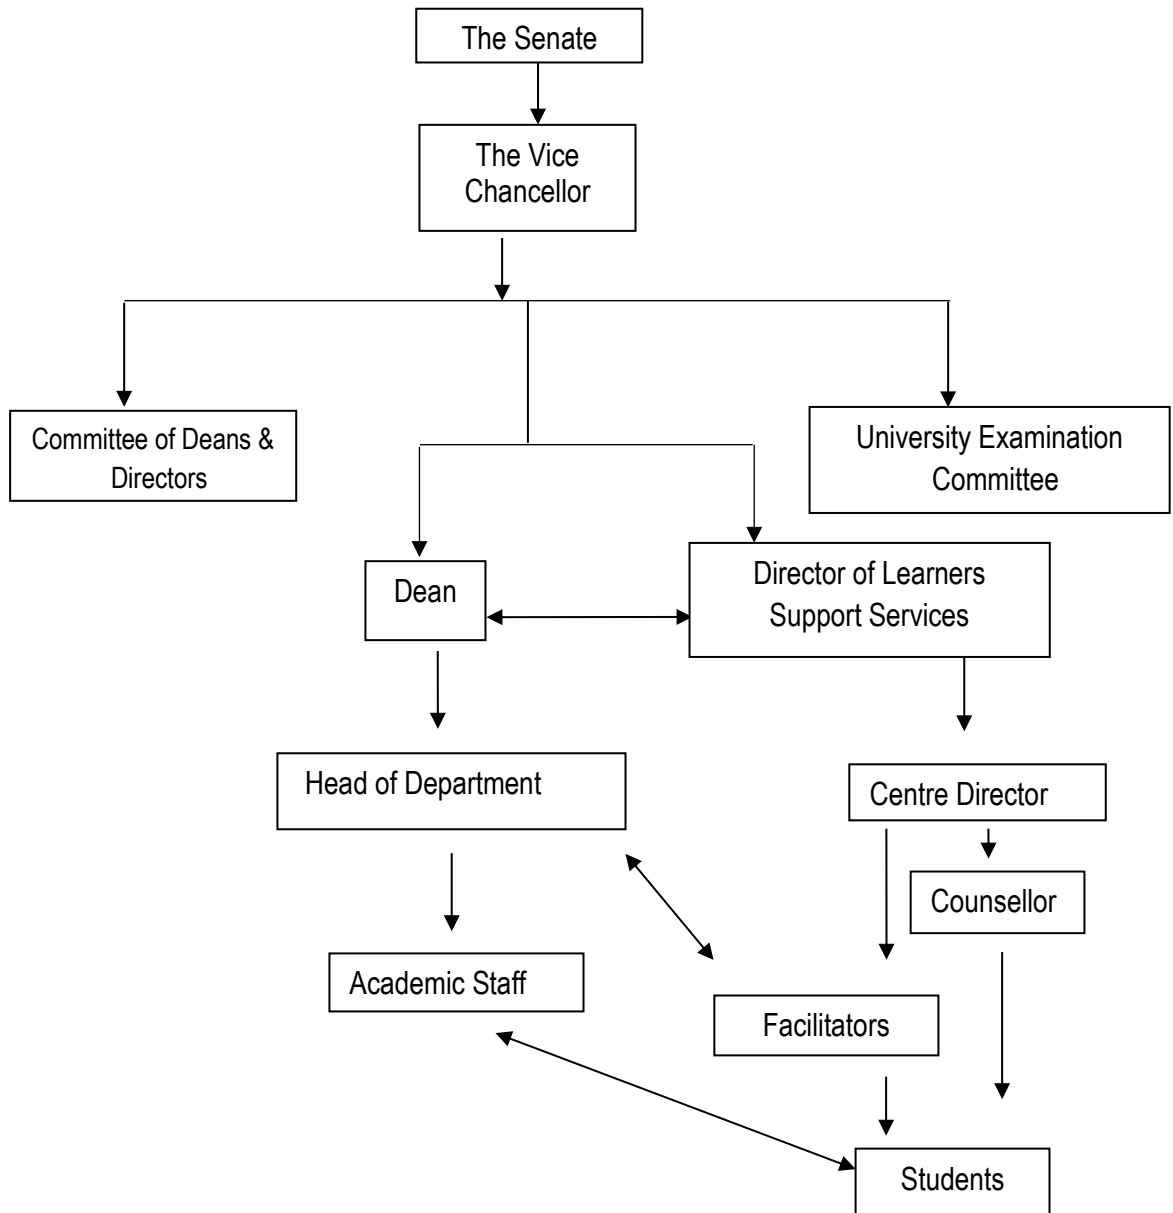 The Senate
The Vice
Chancellor
Committee of Deans &
Directors
University Examination
Committee
Dean
Director of Learners
Support Services
Head of Department
Centre Director
Counsellor
Academic Staff
Facilitators
Students